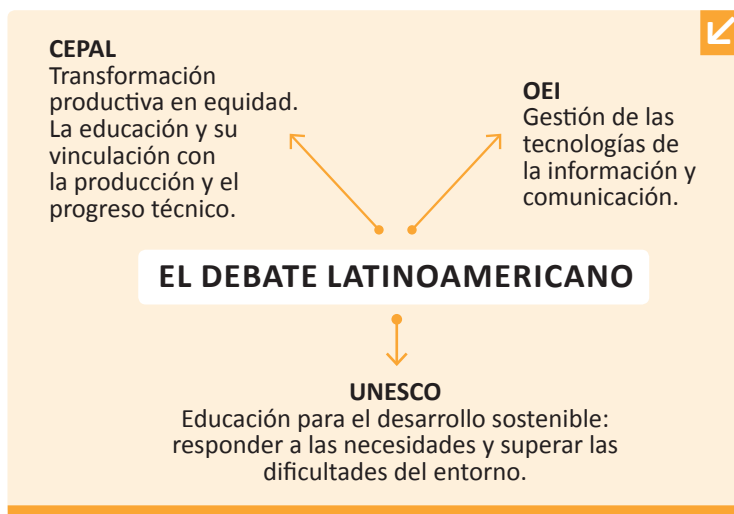 CEPAL
Transformación
productiva en equidad.
La educación y su
vinculación con
la producción y el
progreso técnico.
OEI
Gestión de las
tecnologías de
la información y
comunicación.
EL DEBATE LATINOAMERICANO
UNESCO
Educación para el desarrollo sostenible:
responder a las necesidades y superar las
dificultades del entorno.